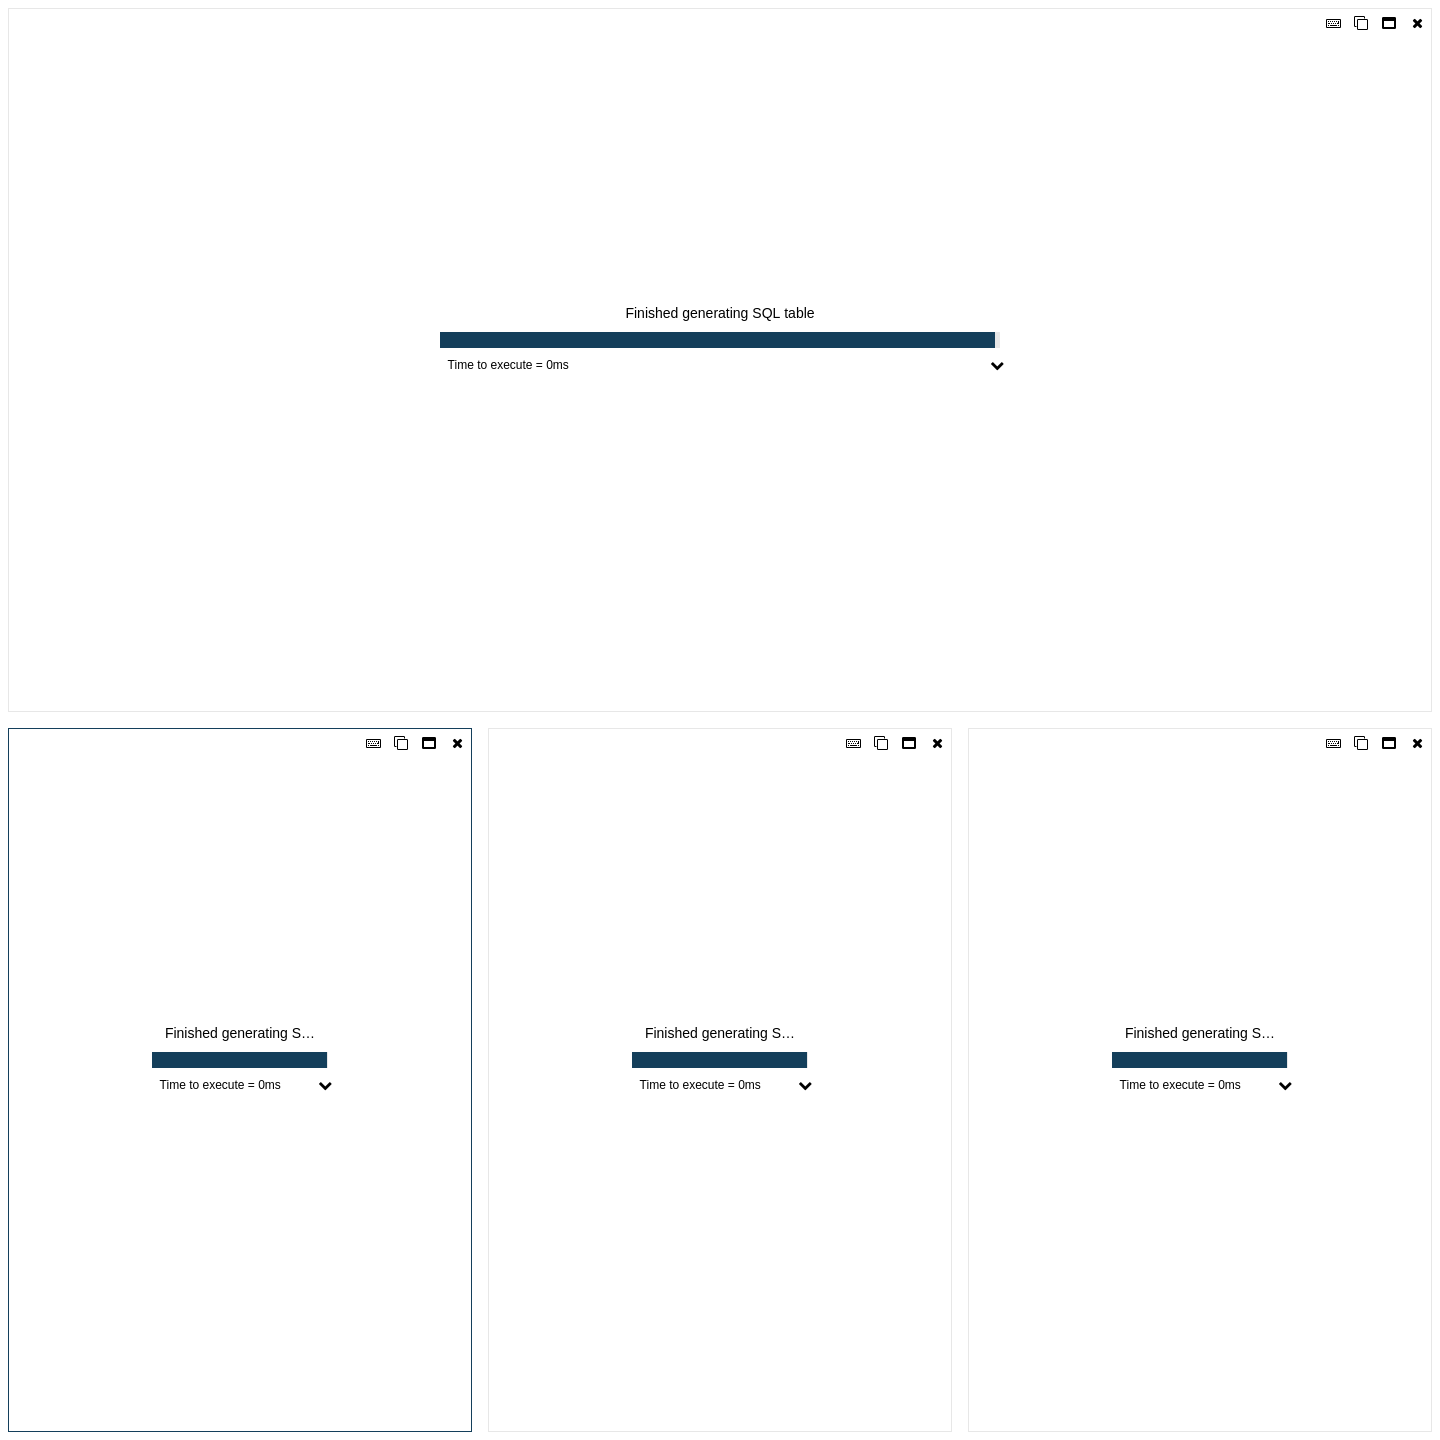 Finished generating SQL table
Time to execute = 0ms
Finished generating S...
Time to execute = 0ms
Finished generating S...
Time to execute = 0ms
Finished generating S...
Time to execute = 0ms